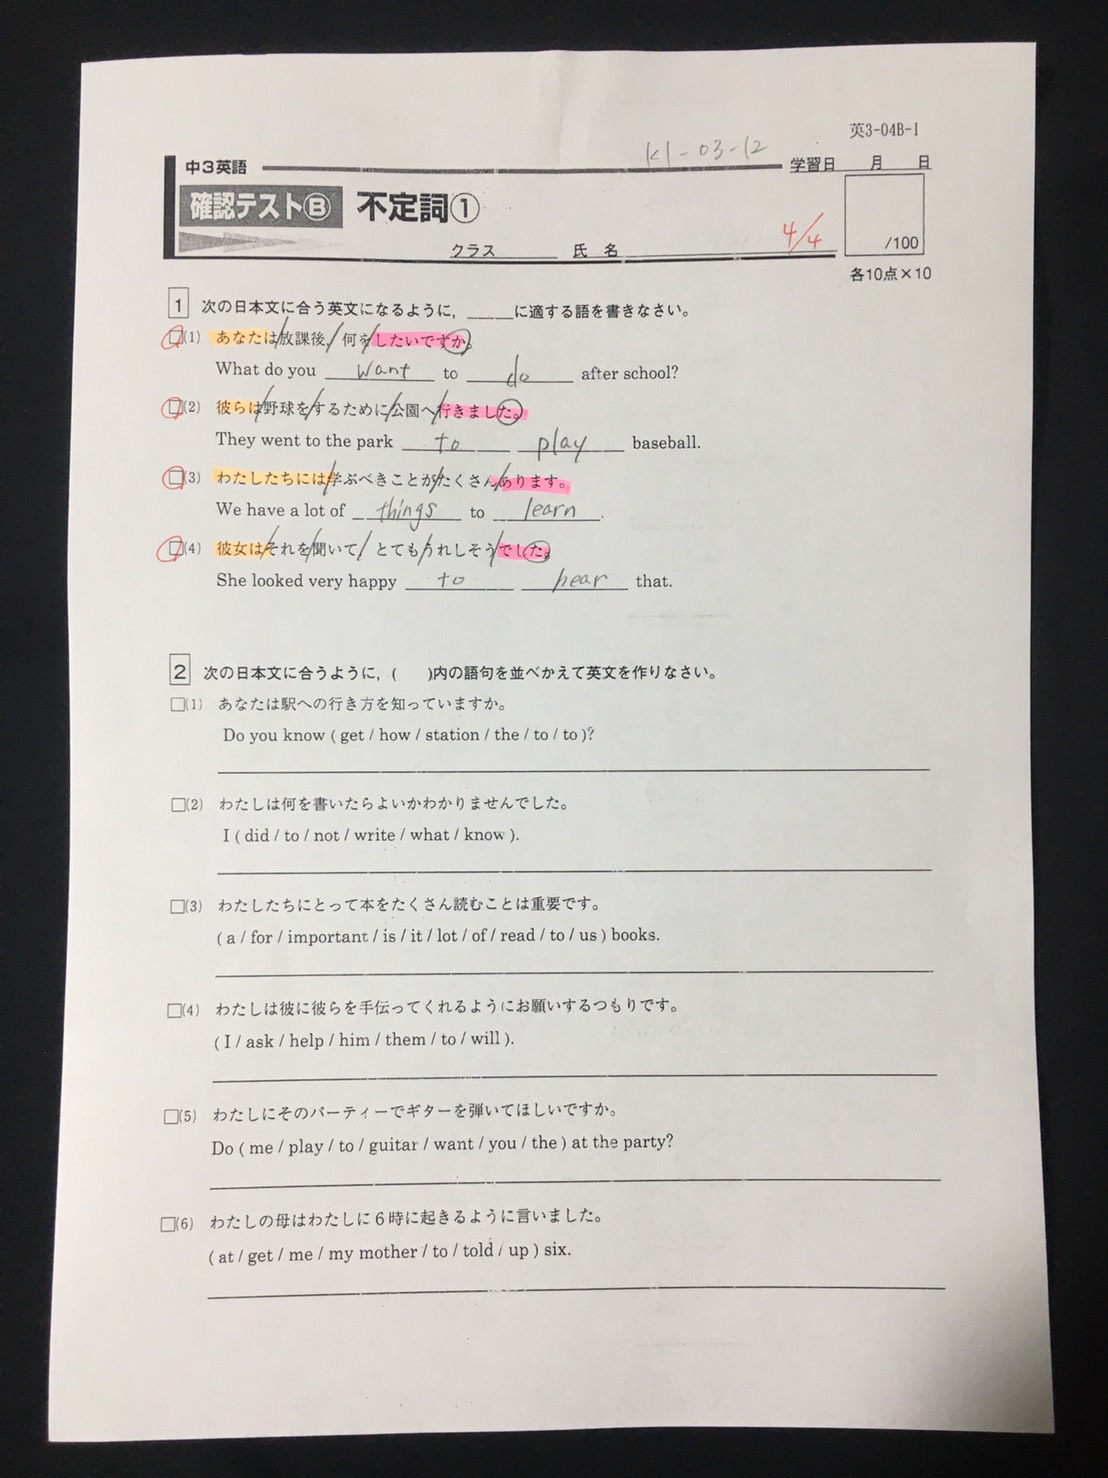 英3-04B-1
K1-03-12
中3英語
学習日 月 日
確認テストⒷ 不定詞①
/100
クラス 氏名 4/4
各10点×10
1 次の日本文に合う英文になるように，____に適する語を書きなさい。
□(1) あなたは放課後，何をしたいですか。
What do you want to do after school?
□(2) 彼らは野球をするために公園へ行きました。
They went to the park to play baseball.
□(3) わたしたちには学ぶべきことがたくさんあります。
We have a lot of things to learn.
□(4) 彼女はそれを聞いて，とてもうれしそうでした。
She looked very happy to hear that.
2 次の日本文に合うように，( )内の語句を並べかえて英文を作りなさい。
□(1) あなたは駅への行き方を知っていますか。
Do you know ( get / how / station / the / to / to )?
□(2) わたしは何を書いたらよいかわかりませんでした。
I ( did / to / not / write / what / know ).
□(3) わたしたちにとって本をたくさん読むことは重要です。
( a / for / important / is / it / lot / of / read / to / us ) books.
□(4) わたしは彼に彼らを手伝ってくれるようにお願いするつもりです。
( I / ask / help / him / them / to / will ).
□(5) わたしにそのパーティーでギターを弾いてほしいですか。
Do ( me / play / to / guitar / want / you / the ) at the party?
□(6) わたしの母はわたしに6時に起きるように言いました。
( at / get / me / my mother / to / told / up ) six.